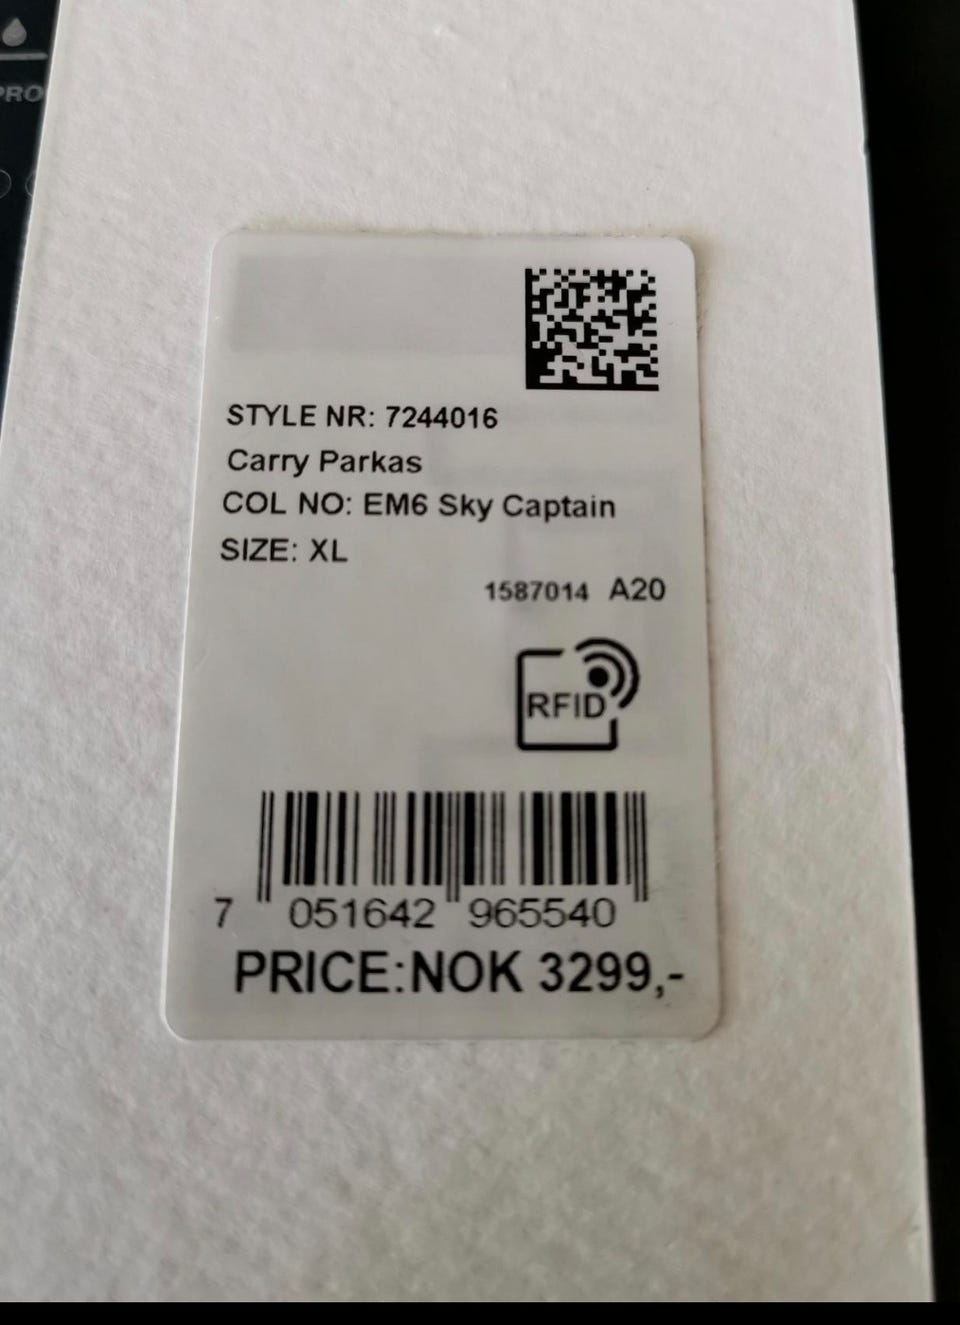 PRO
STYLE NR: 7244016
Carry Parkas
COL NO: EM6 Sky Captain
SIZE: XL
1587014 A20
RFID
7 051642 965540
PRICE:NOK 3299,-